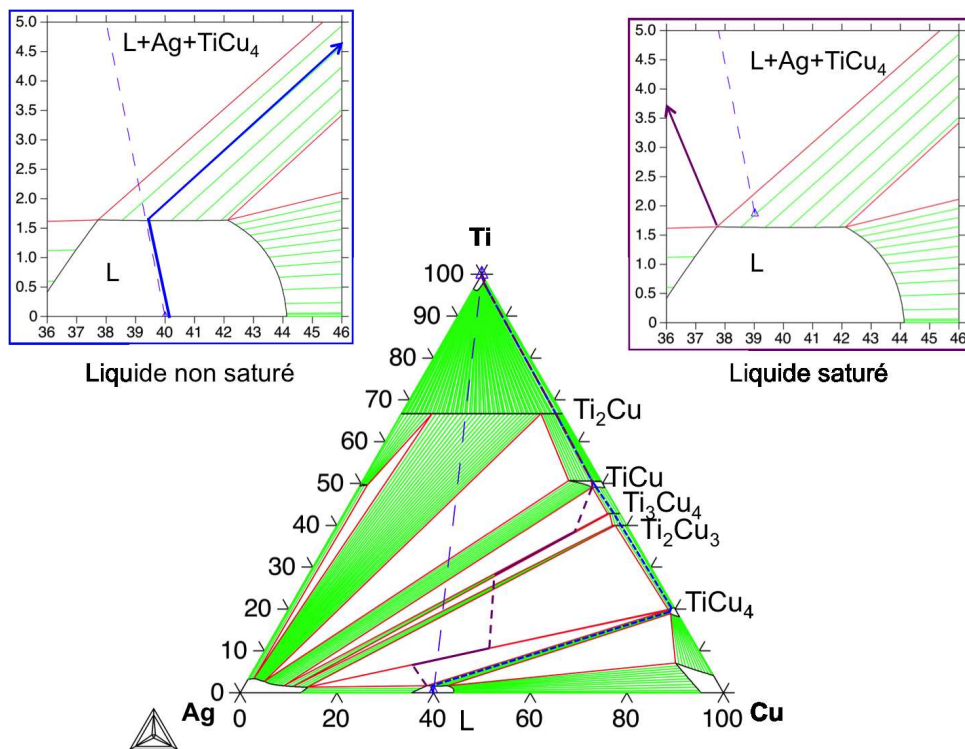 5.0
4.5
4.0
3.5
3.0
2.5
2.0
1.5
1.0
0.5
0
36 37 38 39 40 41 42 43 44 45 46
L+Ag+TiCu₄
L
Liquide non saturé
5.0
4.5
4.0
3.5
3.0
2.5
2.0
1.5
1.0
0.5
0
36 37 38 39 40 41 42 43 44 45 46
L+Ag+TiCu₄
L
Liquide saturé
Ti
100
90
80
70
60
50
40
30
20
10
0
Ti₂Cu
TiCu
Ti₃Cu₄
Ti₂Cu₃
TiCu₄
Ag
0 20 40 60 80 100
L
Cu